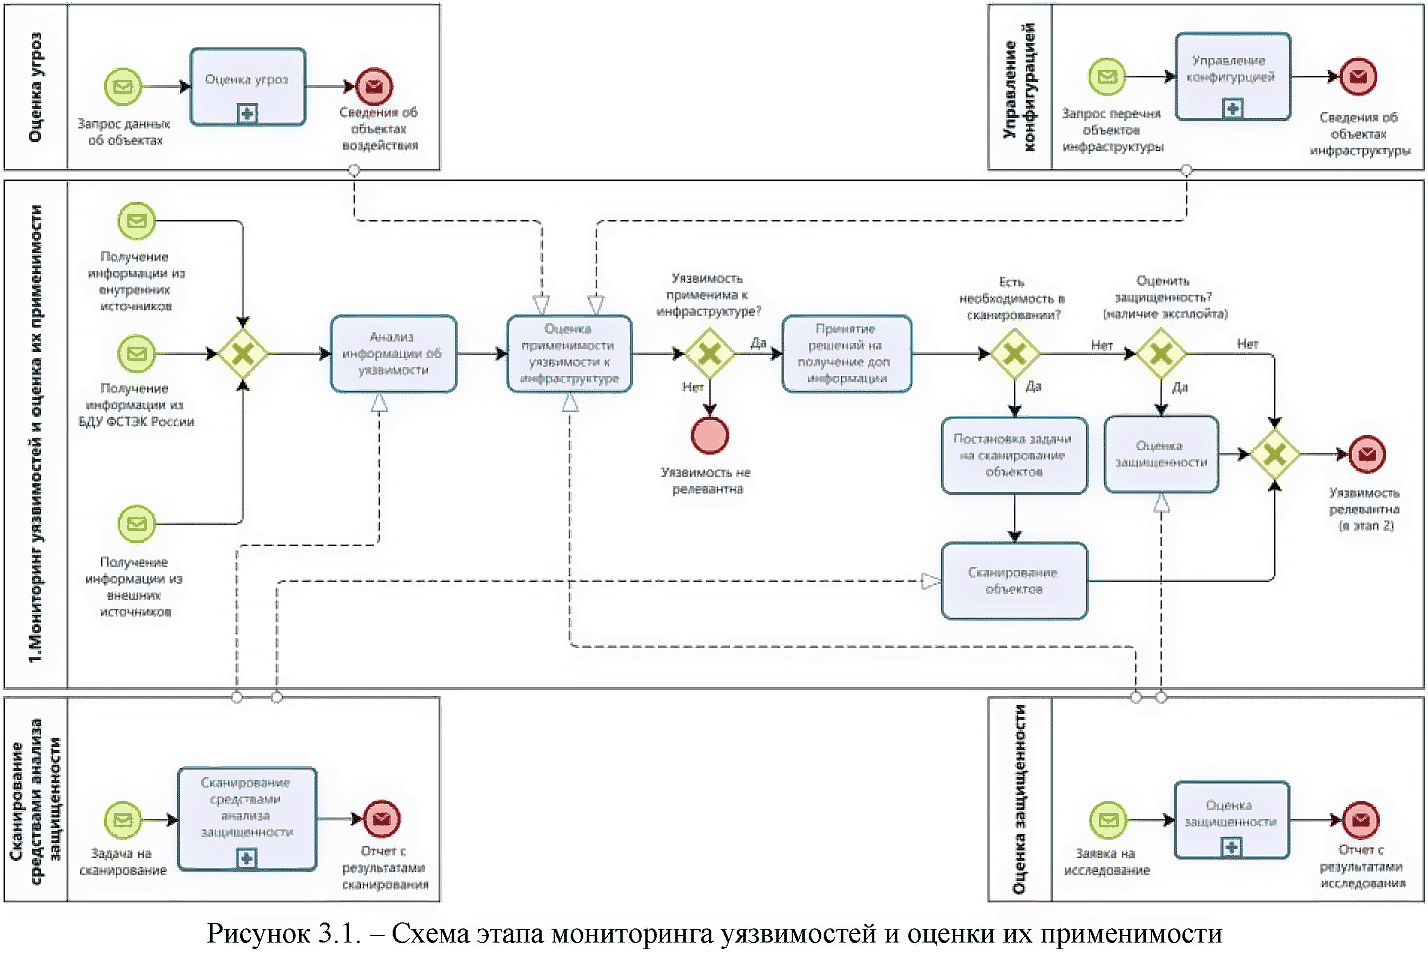 Оценка угроз
Запрос данных
об объектах
Оценка угроз
Сведения об
объектах
воздействия
Управление
конфигурацией
Запрос перечня
объектов
инфраструктуры
Управление
конфигурцией
Сведения об
объектах
инфраструктуры
1.Мониторинг уязвимостей и оценка их применимости
Получение
информации из
внутренних
источников
Получение
информации из
БДУ ФСТЭК России
Получение
информации из
внешних
источников
Анализ
информации об
уязвимости
Оценка
применимости
уязвимости к
инфраструктуре
Уязвимость
применима к
инфраструктуре?
Да
Нет
Уязвимость не
релевантна
Принятие
решений на
получение доп
информации
Есть
необходимость в
сканировании?
Нет
Да
Постановка задачи
на сканирование
объектов
Сканирование
объектов
Оценить
защищенность?
(наличие эксплойта)
Нет
Да
Оценка
защищенности
Уязвимость
релевантна
(в этап 2)
Сканирование
средствами анализа
защищенности
Задача на
сканирование
Сканирование
средствами
анализа
защищенности
Отчет с
результатами
сканирования
Оценка защищенности
Заявка на
исследование
Оценка
защищенности
Отчет с
результатами
исследования
Рисунок 3.1. – Схема этапа мониторинга уязвимостей и оценки их применимости